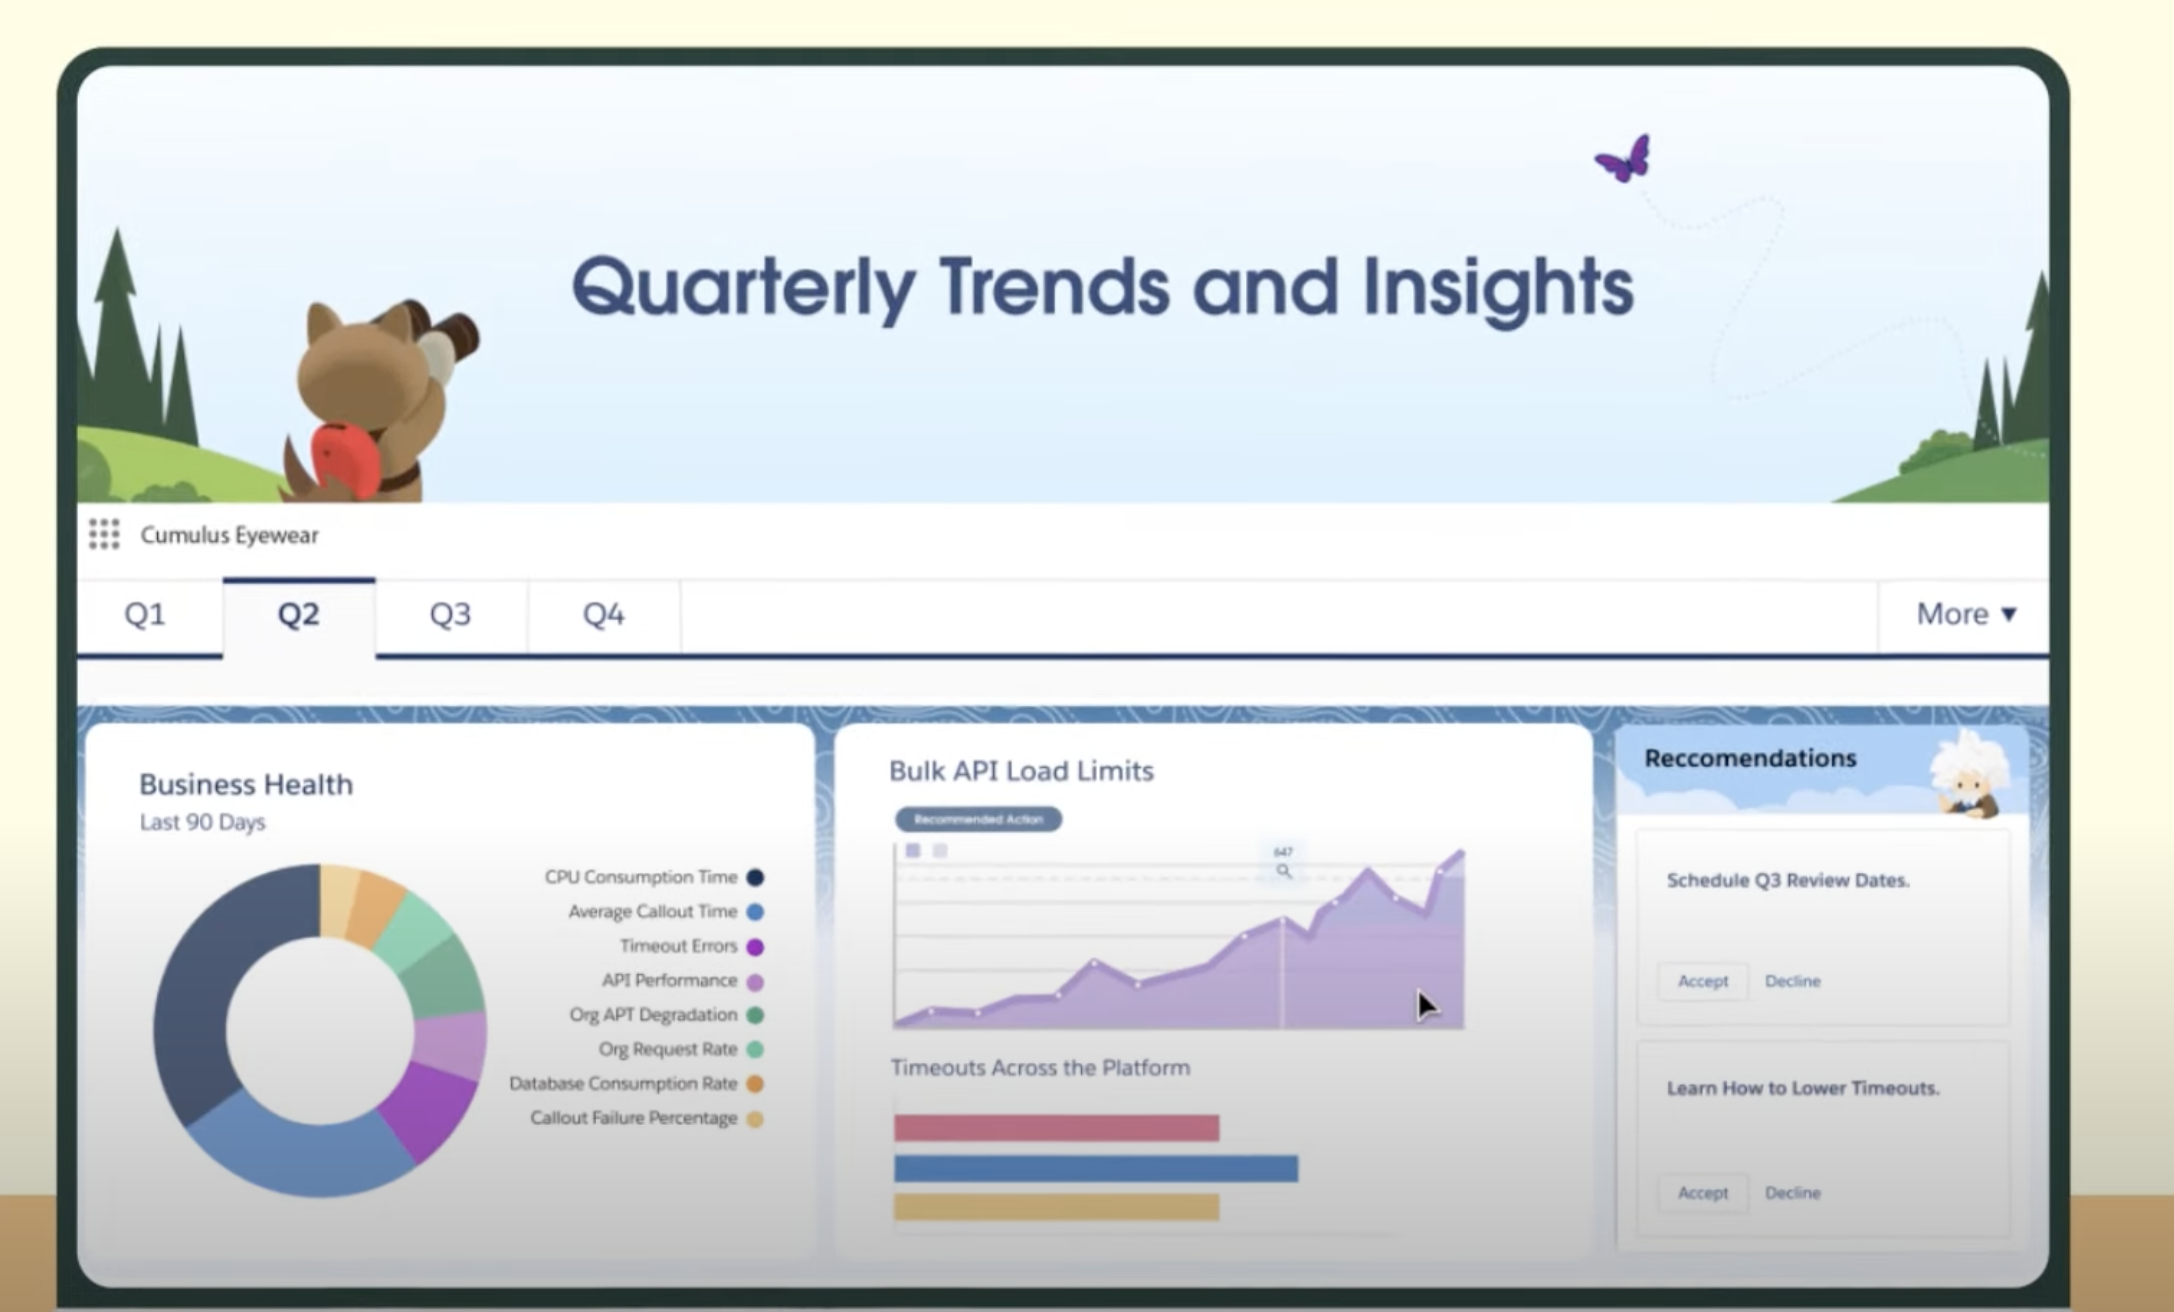 Quarterly Trends and Insights
Cumulus Eyewear
Q1
Q2
Q3
Q4
More ▼
Business Health
Last 90 Days
CPU Consumption Time
Average Callout Time
Timeout Errors
API Performance
Org APT Degradation
Org Request Rate
Database Consumption Rate
Callout Failure Percentage
Bulk API Load Limits
Recommended Action
647
Timeouts Across the Platform
Reccomendations
Schedule Q3 Review Dates.
Accept Decline
Learn How to Lower Timeouts.
Accept Decline